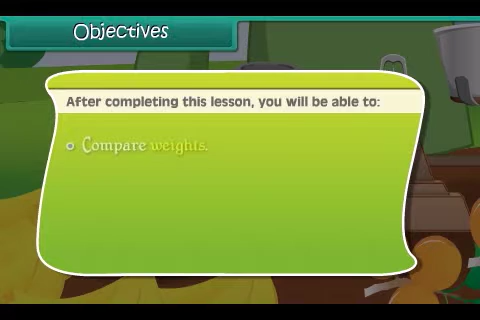 Objectives
After completing this lesson, you will be able to:
Compare weights.